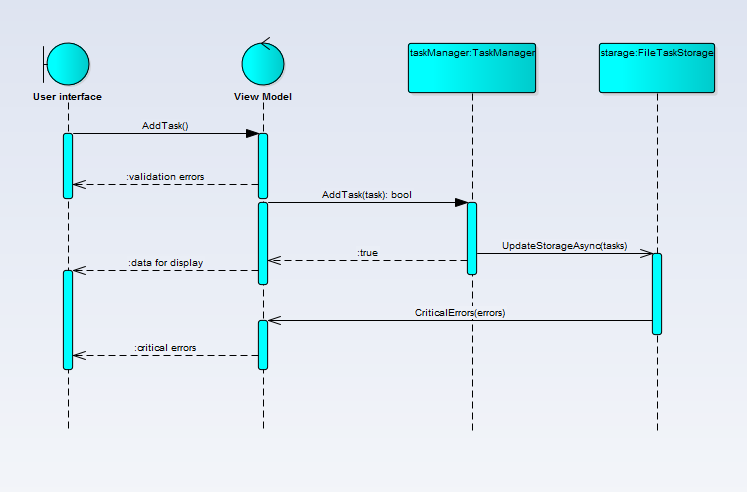 taskManager:TaskManager
starage:FileTaskStorage
User interface
View Model
AddTask()
:validation errors
AddTask(task): bool
UpdateStorageAsync(tasks)
:true
:data for display
CriticalErrors(errors)
:critical errors